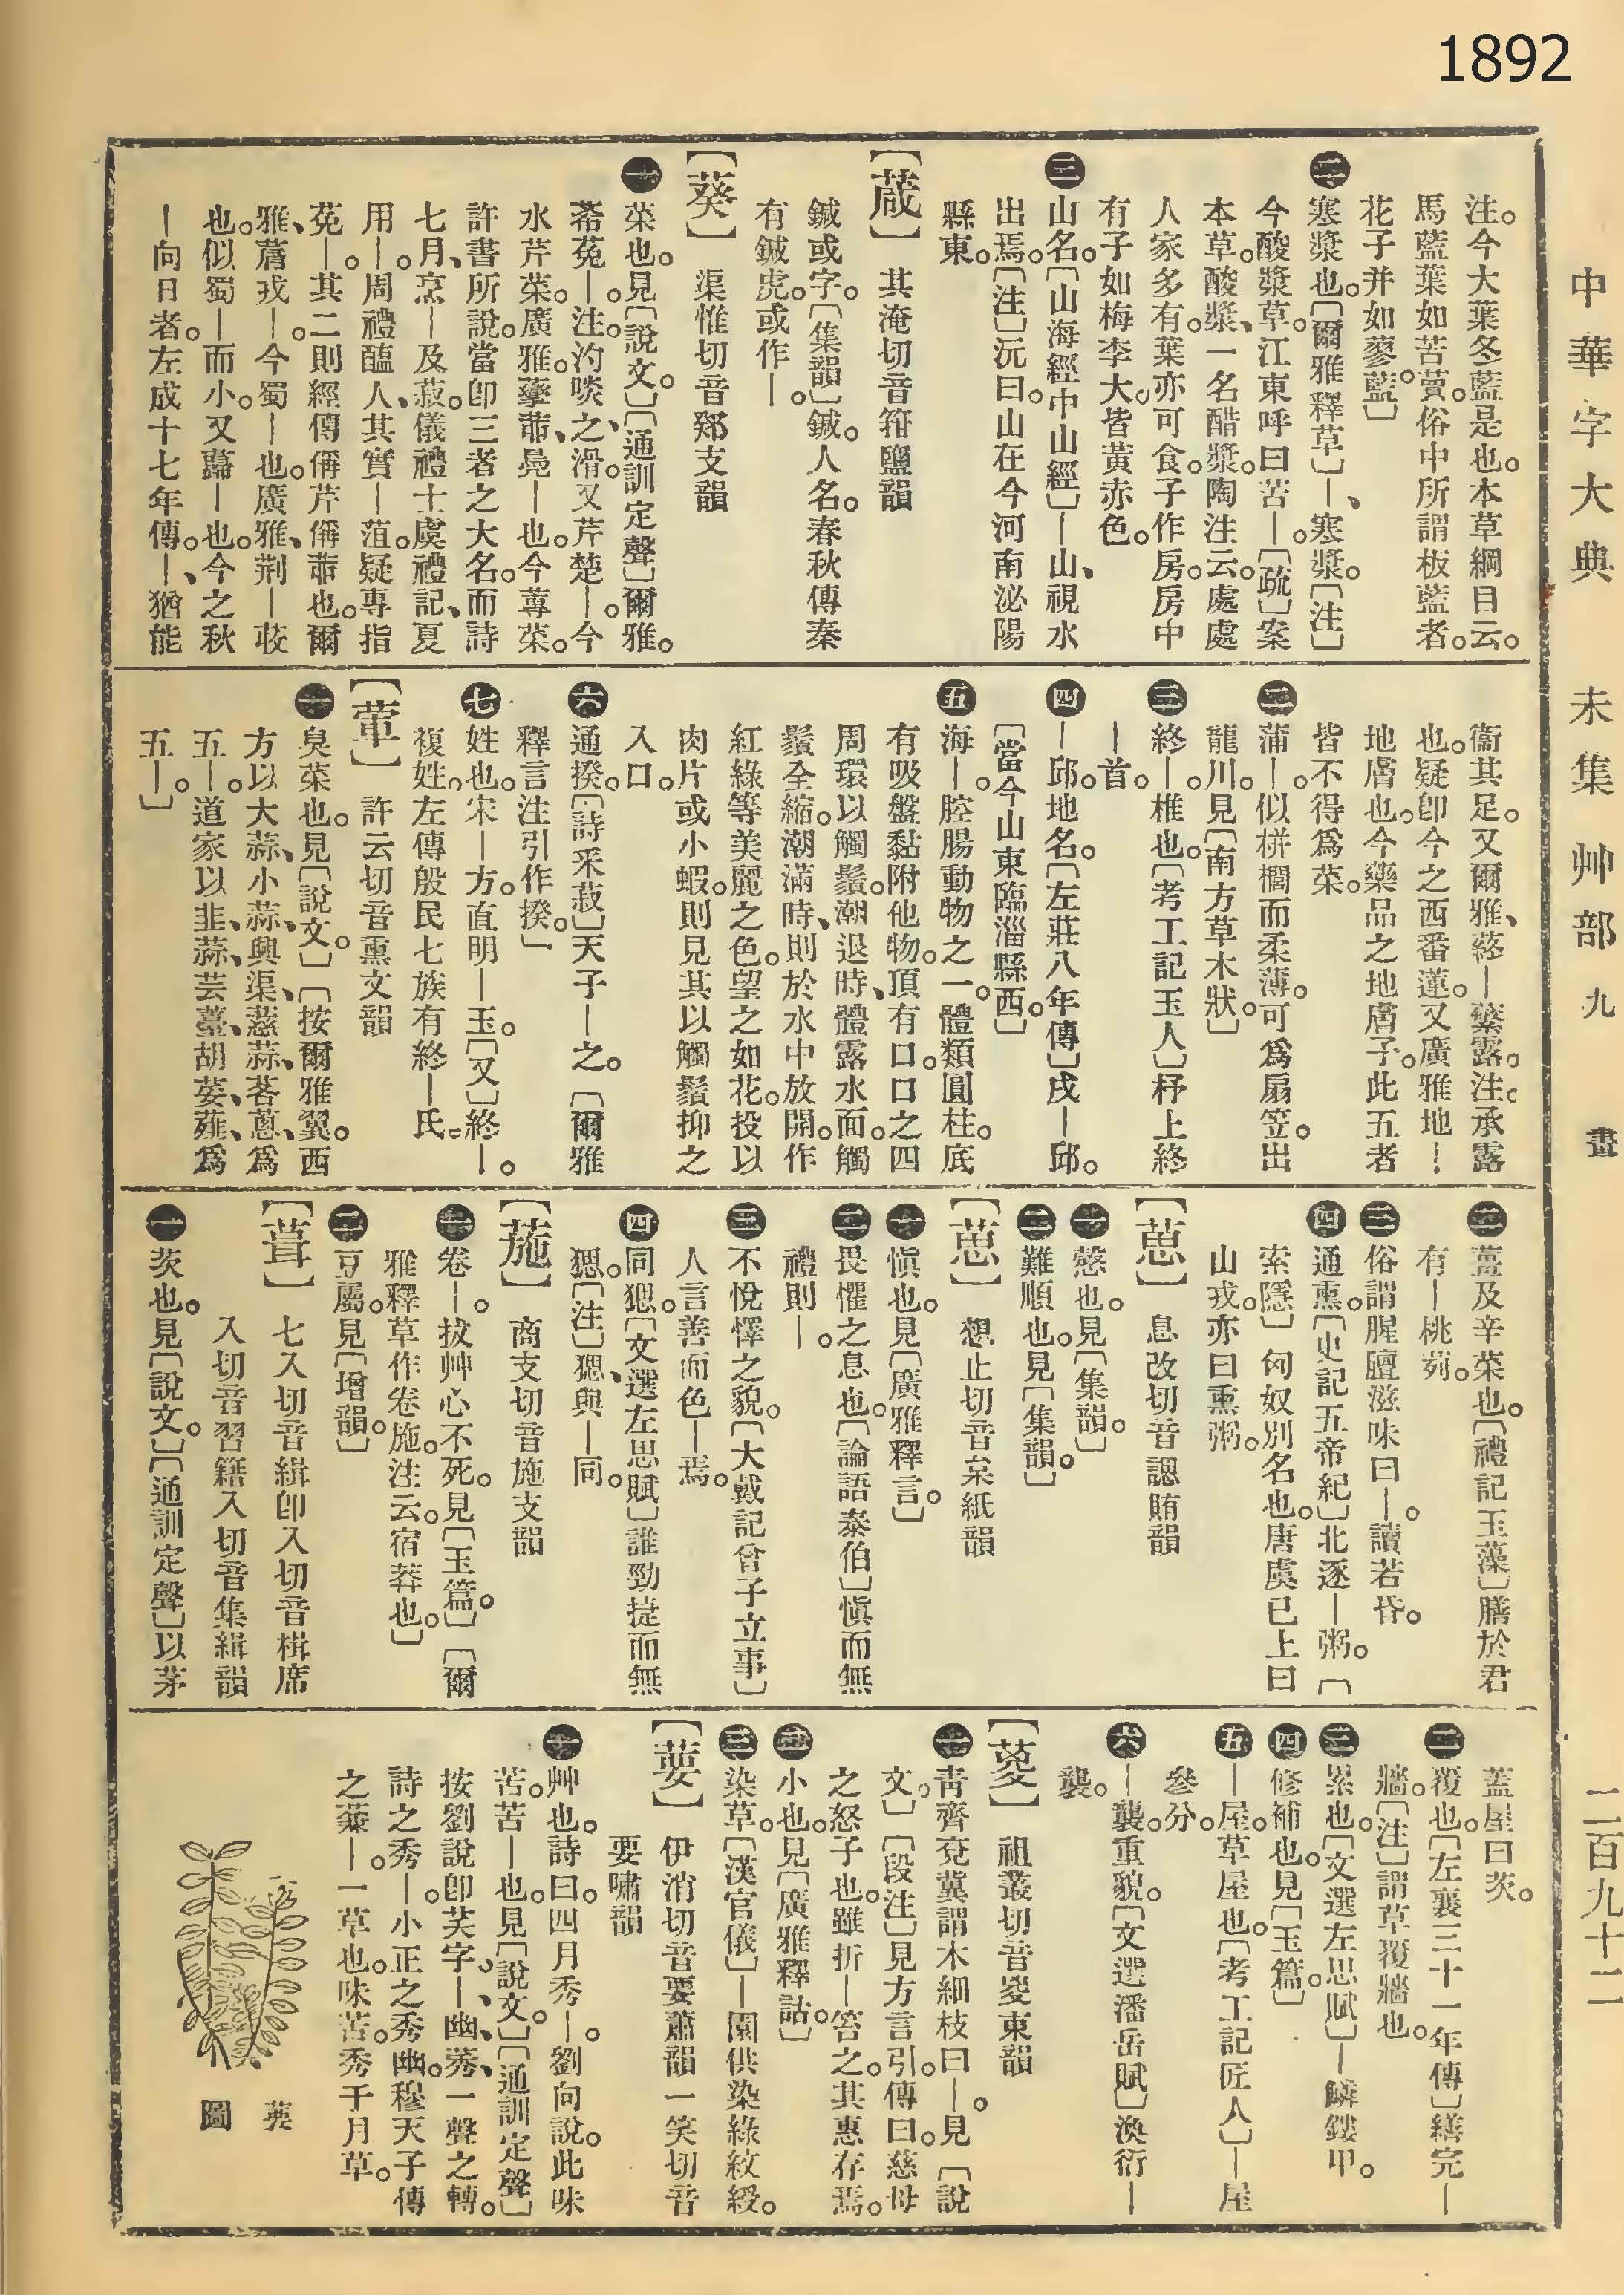 1892
中華字大典 未集 艸部 九畫 二百九十二
注。今大葉冬藍是也。本草綱目云。
馬藍葉如苦藚。俗中所謂板藍者。
花子并如蓼藍。〕
㊁寒漿也。〔爾雅釋草〕｜、寒漿。〔注〕
今酸漿草。江東呼曰苦｜。〔疏〕案
本草。酸漿、一名醋漿。陶注云。處處
人家多有。葉亦可食。子作房。房中
有子如梅李大。皆黃赤色。
㊂山名。〔山海經中山經〕｜山、視水
出焉。〔注〕沅曰。山在今河南泌陽
縣東。
〔葴〕 其淹切音箝鹽韻
鍼或字。〔集韻〕鍼。人名。春秋傳秦
有鍼虎。或作｜。
〔葵〕 渠惟切音鄈支韻
㊀菜也。見〔說文。〕〔通訓定聲〕爾雅。
莃菟｜。注。汋啖之、滑。又芹楚｜。今
水芹菜。廣雅。蘩𦬢、鳧｜也。今蓴菜。
許書所說。當卽三者之大名。而詩
七月、烹｜及菽。儀禮士虞禮記、夏
用｜。周禮醢人、其實｜菹。疑專指
菟｜。其二則經傳偁芹偁茆也。爾
雅、菺戎｜。今蜀｜也。廣雅、荆｜荍
也。似蜀｜而小。又蘬｜也。今之秋
｜向日者。左成十七年傳。｜、猶能
衞其足。又爾雅、蔠｜蘩露。注。承露
也。疑卽今之西番蓮。又廣雅地｜
地膚也。今藥品之地膚子。此五者
皆不得爲菜。
㊁蒲｜。似栟櫚而柔薄。可爲扇笠。出
龍川。見〔南方草木狀。〕
㊂終｜。椎也。〔考工記玉人〕杼上終
｜首。
㊃｜邱。地名。〔左莊八年傳〕戍｜邱。
〔當今山東臨淄縣西。〕
㊄海｜。腔腸動物之一。體類圓柱。底
有吸盤黏附他物。頂有口。口之四
周環以觸鬚。潮退時、體露水面。觸
鬚全縮。潮滿時、則於水中放開。作
紅綠等美麗之色。望之如花。投以
肉片或小蝦。則見其以觸鬚抑之
入口。
㊅通揆。〔詩釆菽〕天子｜之。〔爾雅
釋言注引作揆。〕
㊆姓也。宋｜方。直明｜玉。〔又〕終｜。
複姓。左傳殷民七族有終｜氏。
〔葷〕 許云切音熏文韻
㊀臭菜也。見〔說文。〕〔按爾雅翼。西
方以大蒜、小蒜、興渠、慈蒜、茖蔥、爲
五｜。道家以韭、蒜、芸薹、胡荽、薤、爲
五｜。〕
㊁薑及辛菜也。〔禮記玉藻〕膳於君
有｜桃茢。
㊂俗謂腥膻滋味曰｜。讀若昏。
㊃通熏。〔史記五帝紀〕北逐｜粥。〔
索隱〕匈奴別名也。唐虞已上曰
山戎。亦曰熏粥。
〔葸〕 息改切音諰賄韻
㊀愨也。見〔集韻。〕
㊁難順也。見〔集韻。〕
〔葸〕 想止切音枲紙韻
㊀愼也。見〔廣雅釋言。〕
㊁畏懼之息也。〔論語泰伯〕愼而無
禮則｜。
㊂不悅懌之貌。〔大戴記曾子立事〕
人言善而色｜焉。
㊃同𤟧。〔文選左思賦〕誰勁捷而無
𤟧。〔注〕𤟧、與｜同。
〔葹〕 商支切音施支韻
㊀卷｜。拔艸心不死。見〔玉篇。〕〔爾
雅釋草作卷施。注云。宿莽也。〕
㊁豆屬。見〔增韻。〕
〔葺〕 七入切音緝卽入切音楫席
入切音習籍入切音集緝韻
㊀茨也。見〔說文。〕〔通訓定聲〕以茅
蓋屋曰茨。
㊁覆也。〔左襄三十一年傳〕繕完｜
牆。〔注〕謂草覆牆也。
㊂累也。〔文選左思賦〕｜鱗鏤甲。
㊃修補也。見〔玉篇。〕
㊄｜屋。草屋也。〔考工記匠人〕｜屋
參分。
㊅｜襲。重貌。〔文選潘岳賦〕渙衍｜
襲。
〔葼〕 祖叢切音嵏東韻
㊀靑齊兗冀謂木細枝曰｜。見〔說
文。〕〔段注〕見方言引。傳曰。慈母
之怒子也。雖折｜笞之。其惠存焉。
㊁小也。見〔廣雅釋詁。〕
㊂染草。〔漢官儀〕｜園供染綠紋綬。
〔葽〕 伊消切音要蕭韻一笑切音
要嘯韻
㊀艸也。詩曰。四月秀｜。劉向說。此味
苦。苦｜也。見〔說文。〕〔通訓定聲〕
按劉說卽芺字。｜、幽、莠、一聲之轉。
詩之秀｜。小正之秀幽。穆天子傳
之𦽦｜。一草也。味苦。秀于月草。
葽圖